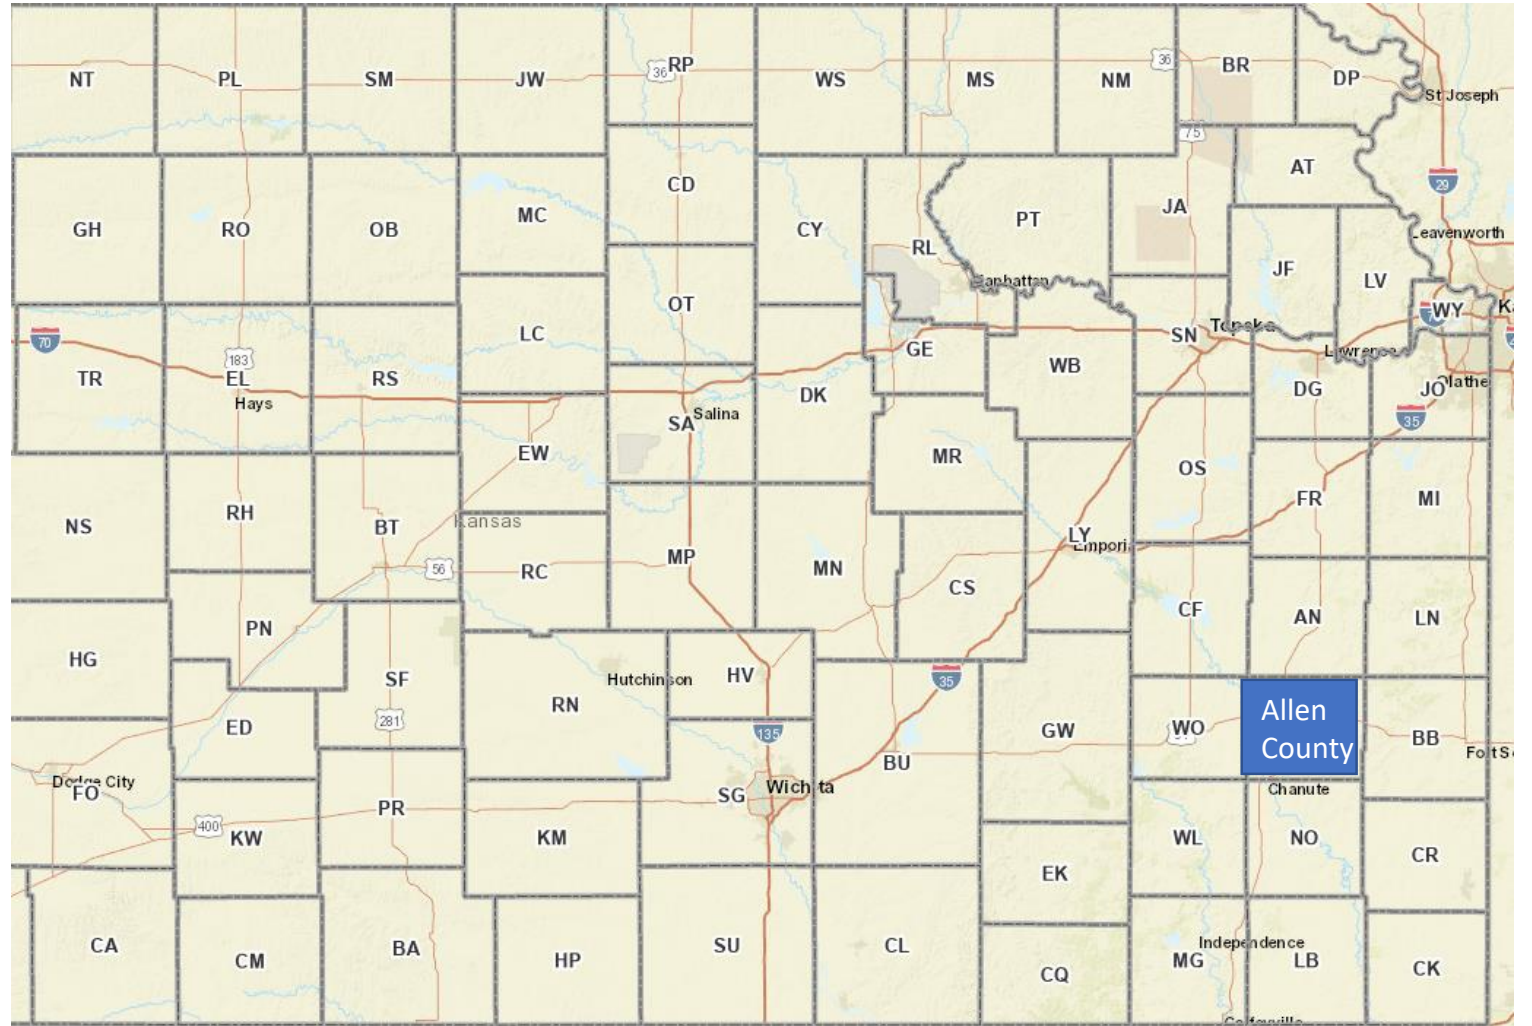 NT
PL
SM
JW
36
RP
WS
MS
NM
36
BR
DP
St Joseph
75
CD
AT
29
GH
RO
OB
MC
CY
RL
PT
JA
Leavenworth
JF
LV
Manhattan
OT
WY
70
LC
SN
Topeka
Lawrence
GE
183
TR
EL
Hays
RS
WB
DK
DG
JO
Olathe
35
SA
Salina
EW
MR
OS
NS
RH
BT
Kansas
MP
MN
LY
FR
MI
56
RC
CS
CF
AN
LN
PN
HG
SF
Hutchinson
HV
35
RN
Allen
County
ED
281
135
GW
WO
BB
BU
Dodge City
FO
SG
Wichita
Chanute
PR
400
KW
KM
WL
NO
CR
EK
CA
CM
BA
HP
SU
CL
CQ
Independence
MG
LB
CK